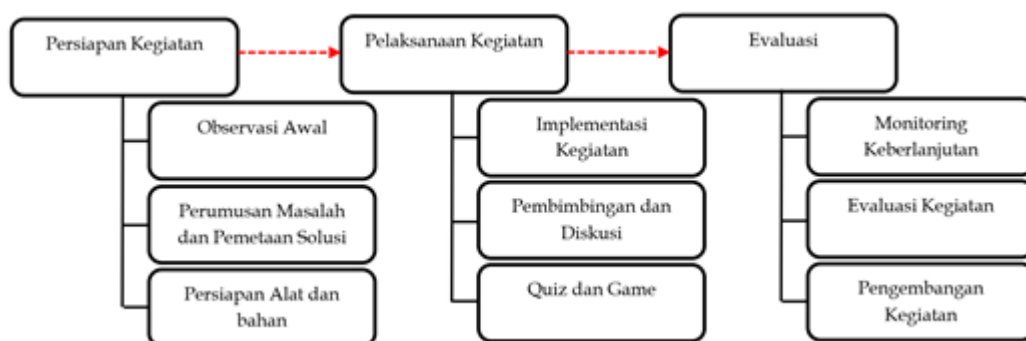 Persiapan Kegiatan
Observasi Awal
Perumusan Masalah
dan Pemetaan Solusi
Persiapan Alat dan
bahan
Pelaksanaan Kegiatan
Implementasi
Kegiatan
Pembimbingan dan
Diskusi
Quiz dan Game
Evaluasi
Monitoring
Keberlanjutan
Evaluasi Kegiatan
Pengembangan
Kegiatan